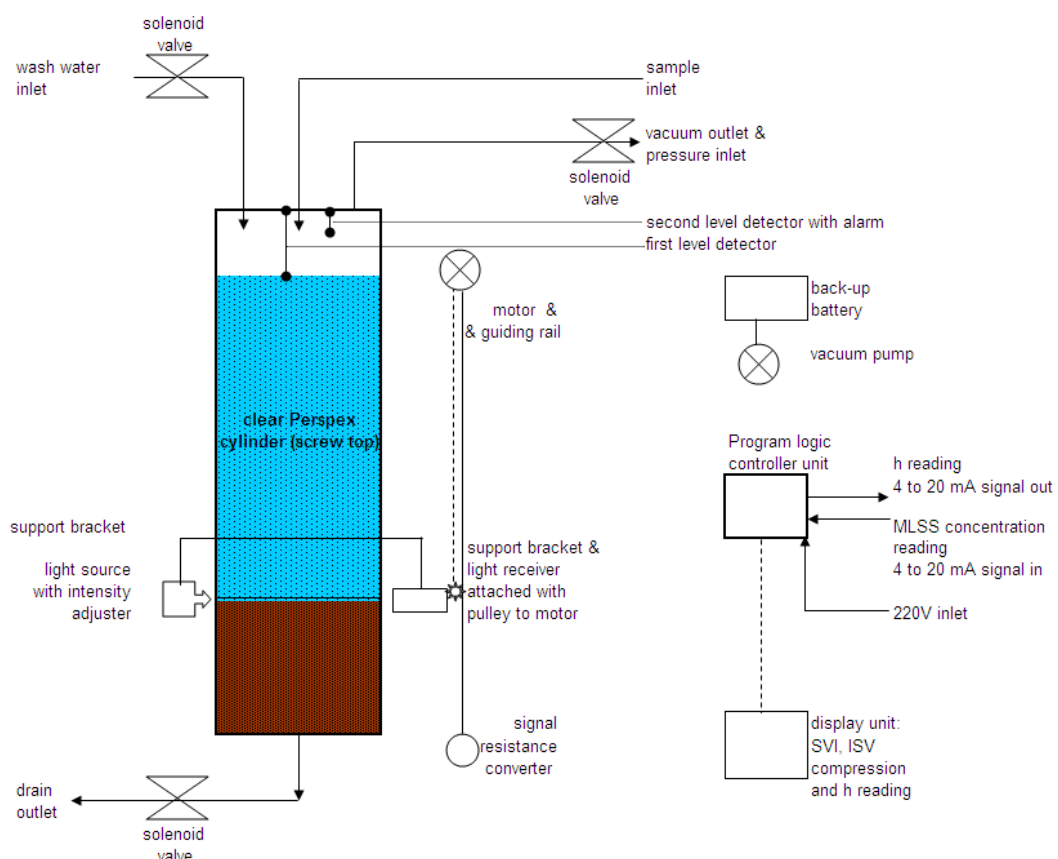 solenoid
valve
wash water
inlet
sample
inlet
vacuum outlet &
pressure inlet
solenoid
valve
second level detector with alarm
first level detector
motor  &
& guiding rail
back-up
battery
vacuum pump
clear Perspex
cylinder (screw top)
Program logic
controller unit
h reading
4 to 20 mA signal out
MLSS concentration
reading
4 to 20 mA signal in
220V inlet
support bracket
light source
with intensity
adjuster
support bracket &
light receiver
attached with
pulley to motor
signal
resistance
converter
display unit:
SVI, ISV
compression
and h reading
drain
outlet
solenoid
valve